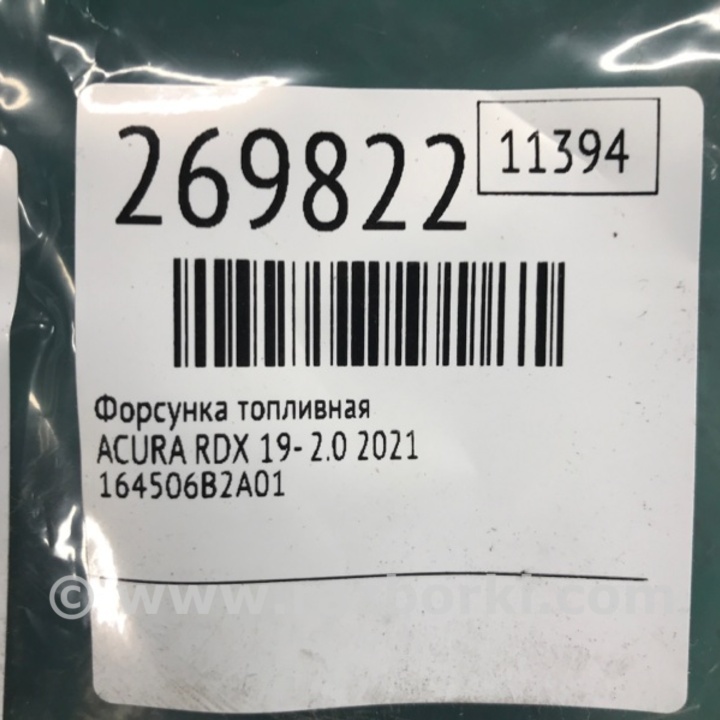 269822
11394
Форсунка топливная
ACURA RDX 19- 2.0 2021
164506B2A01